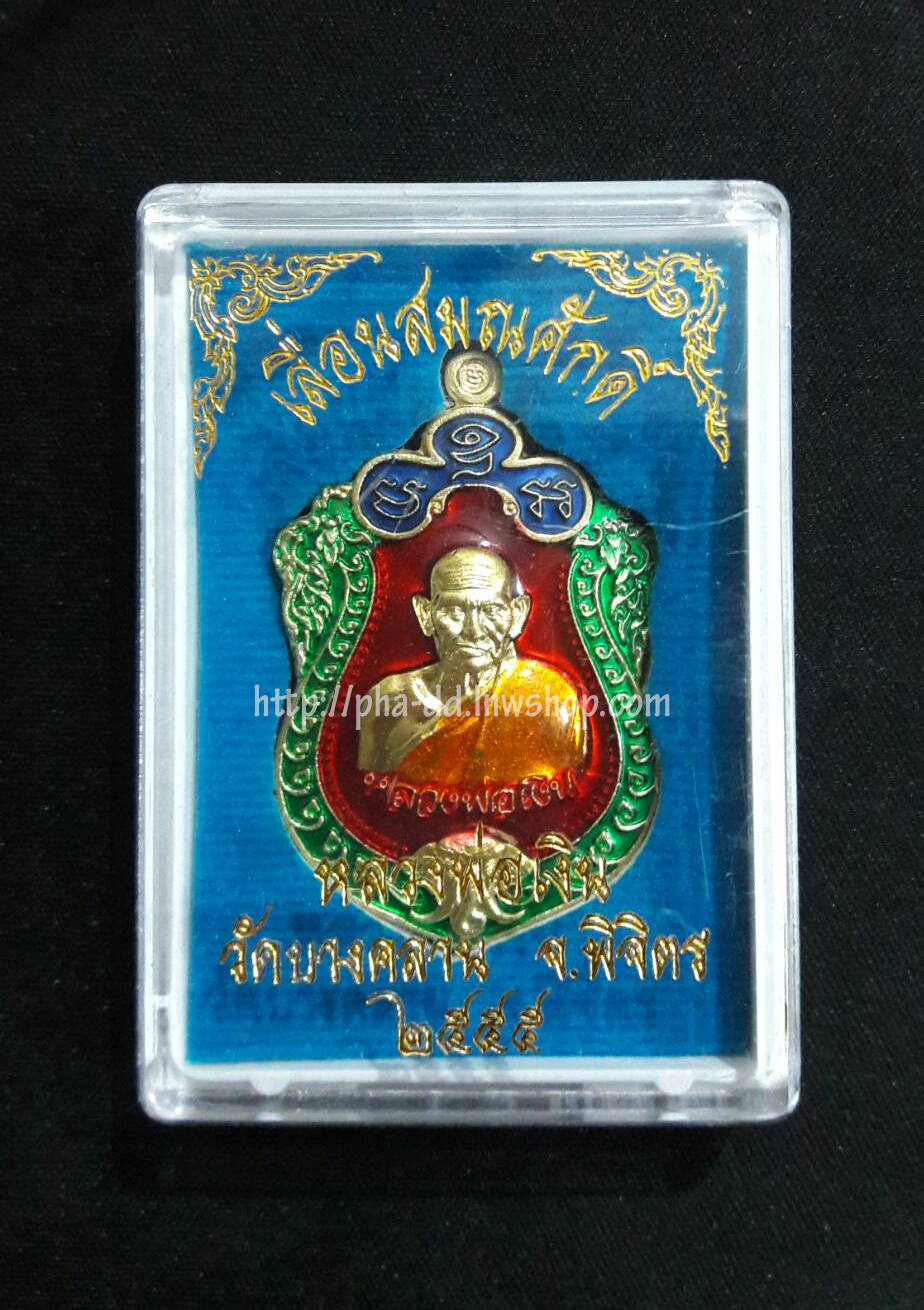 เลื่อนสมณศักดิ์
http://pha-dd.lnwshop.com
หลวงพ่อเงิน
หลวงพ่อเงิน
วัดบางคลาน จ.พิจิตร
๒๕๕๕